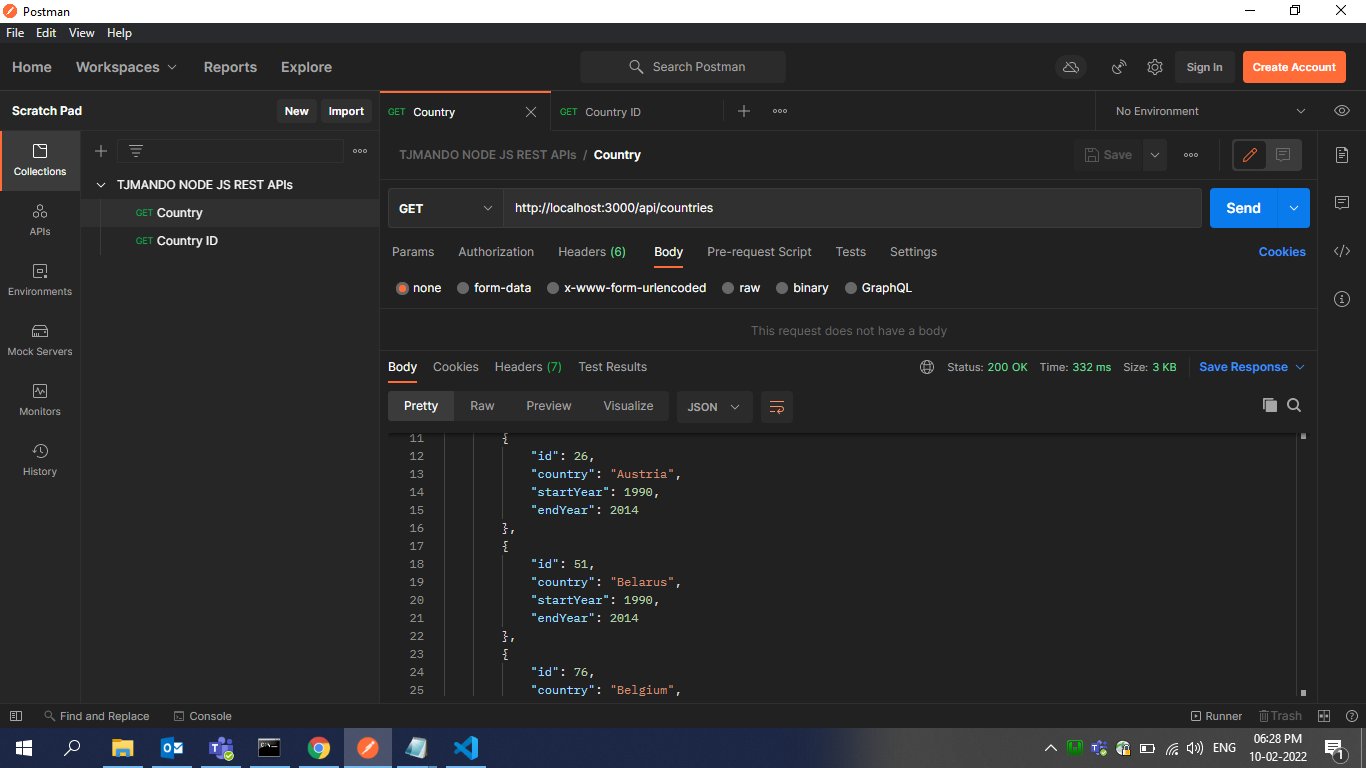 Postman
File Edit View Help
Home Workspaces Reports Explore Search Postman Sign In Create Account
Scratch Pad New Import
GET Country GET Country ID No Environment
Collections
APIs
Environments
Mock Servers
Monitors
History
TJMANDO NODE JS REST APIs
GET Country
GET Country ID
TJMANDO NODE JS REST APIs / Country Save
GET http://localhost:3000/api/countries Send
Params Authorization Headers (6) Body Pre-request Script Tests Settings Cookies
none form-data x-www-form-urlencoded raw binary GraphQL
This request does not have a body
Body Cookies Headers (7) Test Results Status: 200 OK Time: 332 ms Size: 3 KB Save Response
Pretty Raw Preview Visualize JSON
11 {
12 "id": 26,
13 "country": "Austria",
14 "startYear": 1990,
15 "endYear": 2014
16 },
17 {
18 "id": 51,
19 "country": "Belarus",
20 "startYear": 1990,
21 "endYear": 2014
22 },
23 {
24 "id": 76,
25 "country": "Belgium",
Find and Replace Console Runner Trash
ENG 06:28 PM
10-02-2022
1